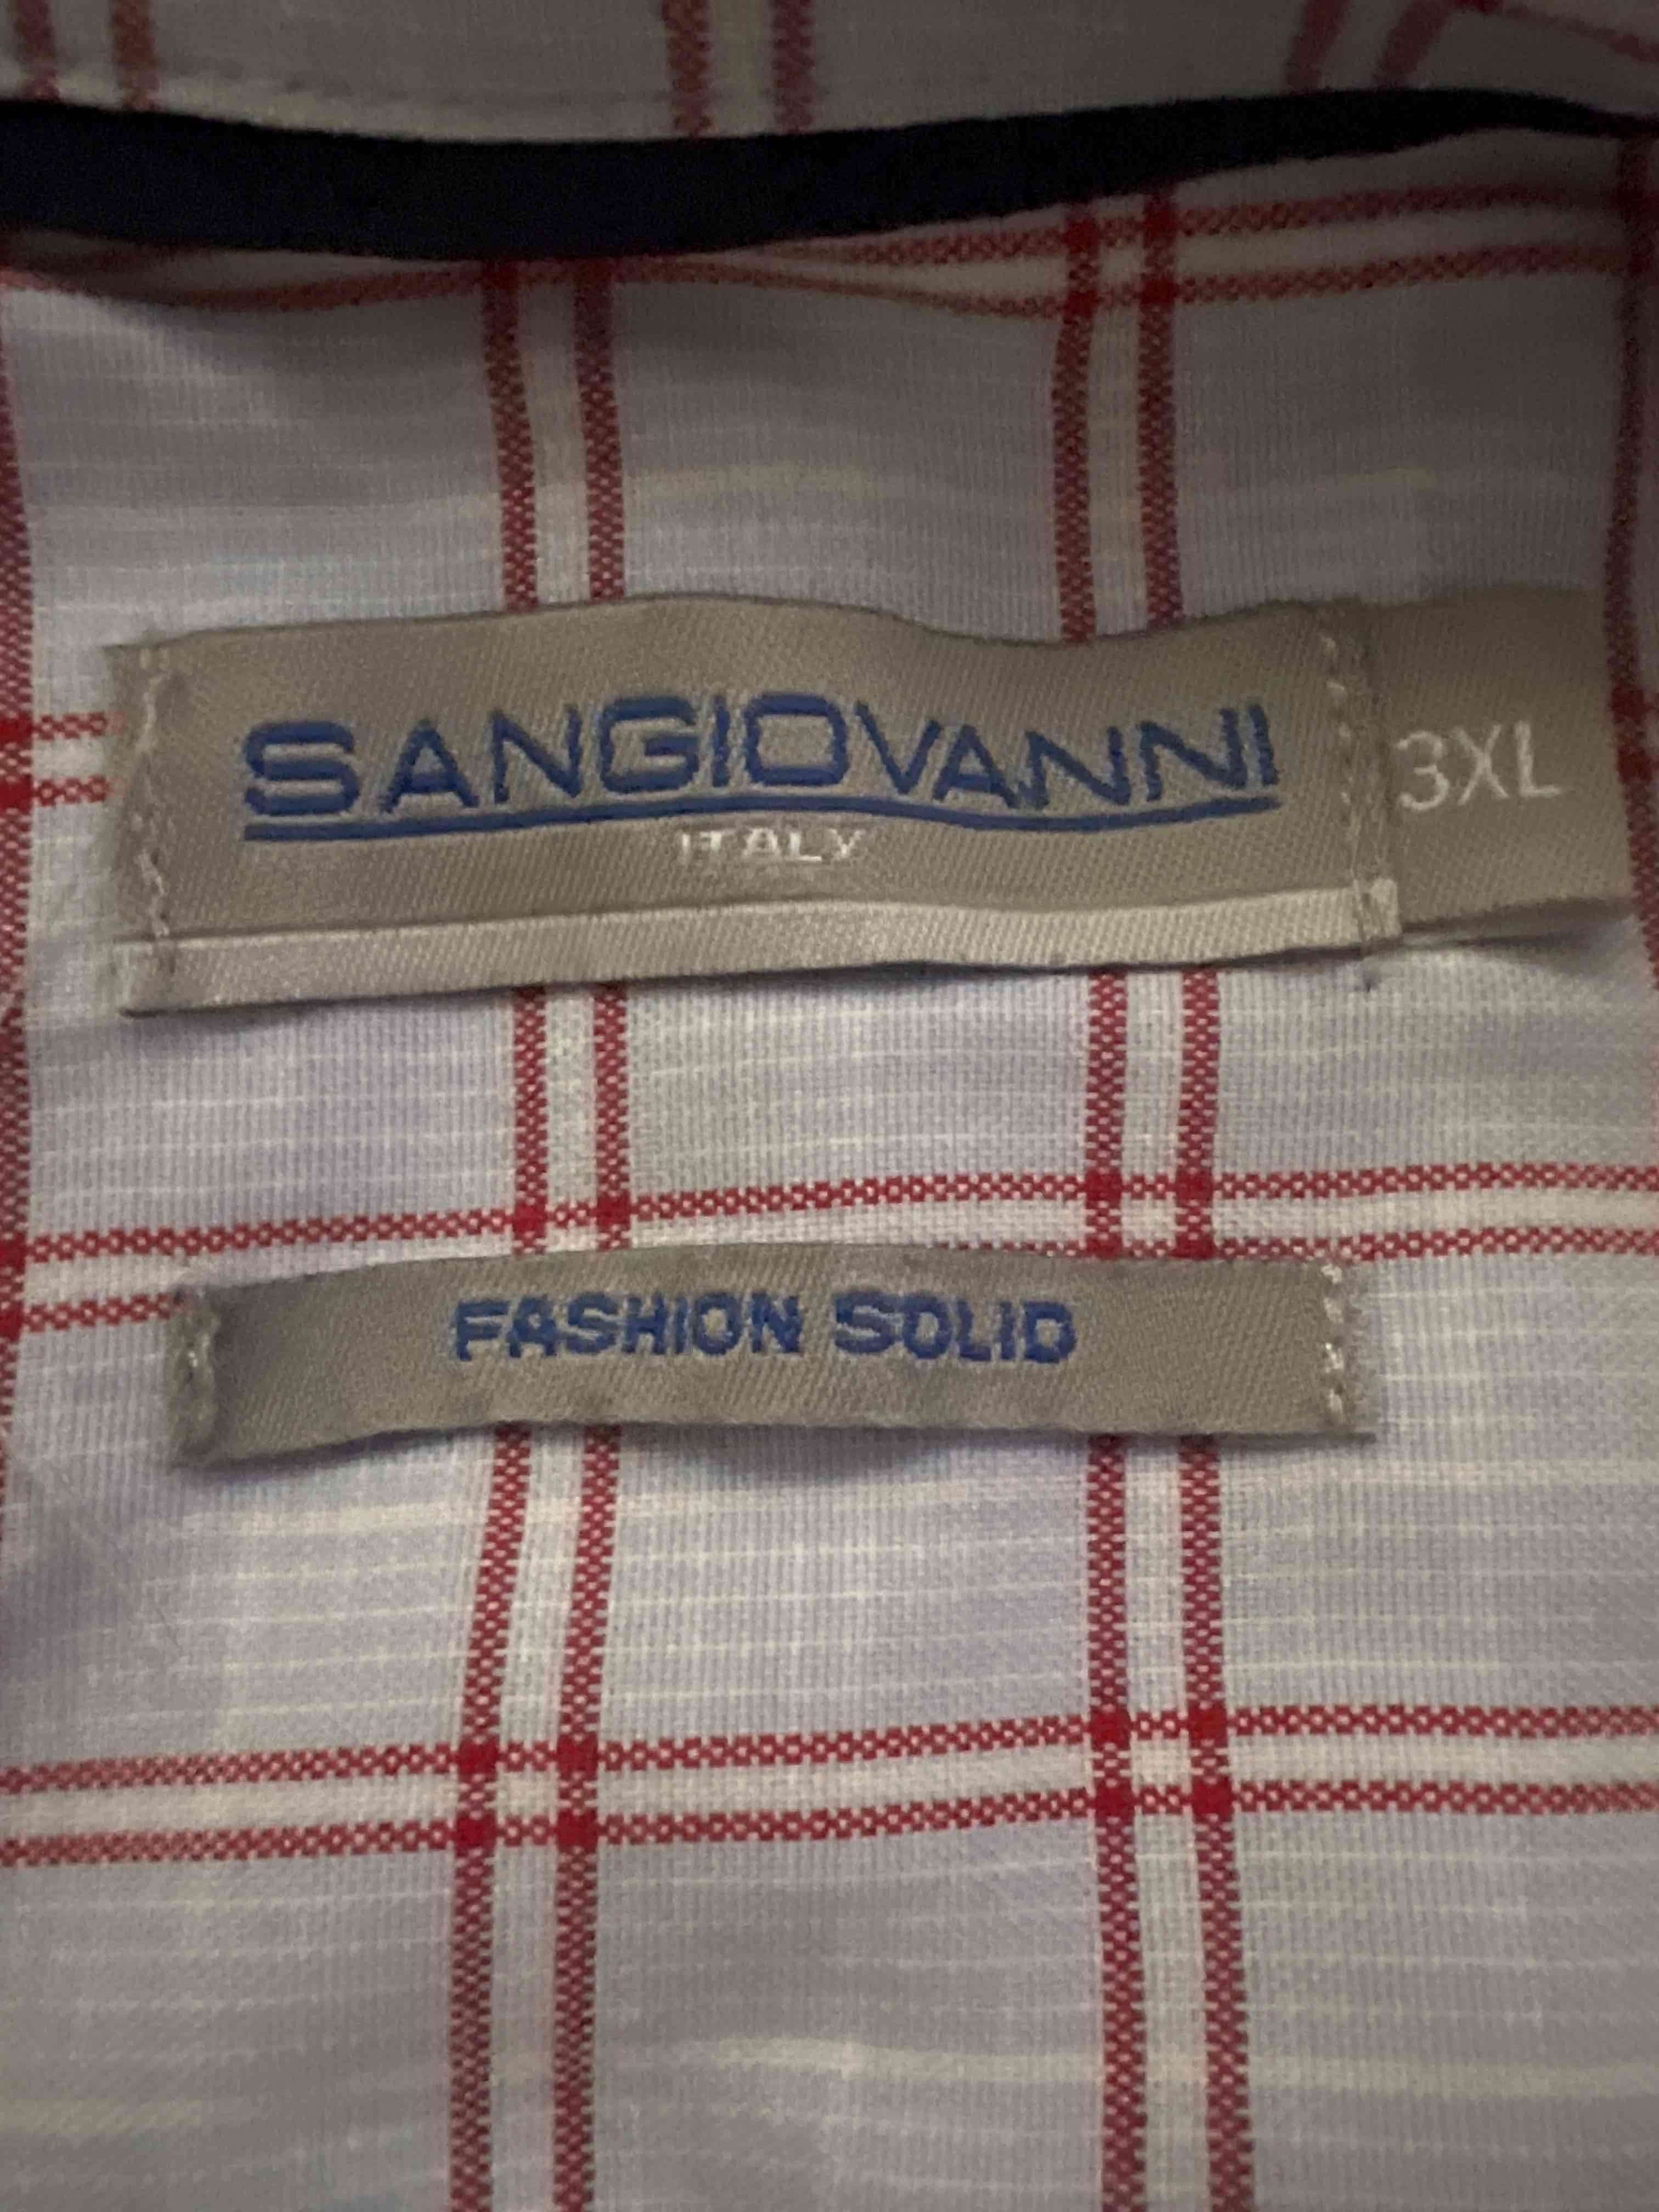 SANGIOVANNI
ITALY
3XL
FASHION SOLID